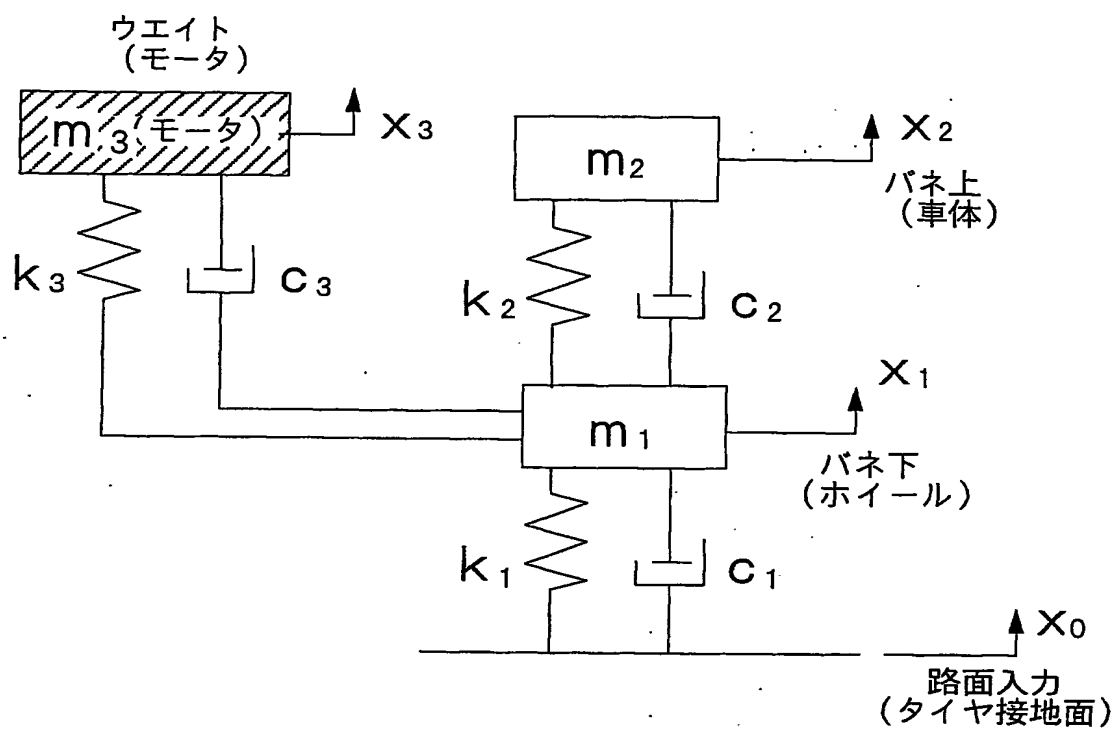 ウエイト
(モータ)
m3(モータ)
x3
m2
x2
バネ上
(車体)
k3
c3
k2
c2
x1
m1
バネ下
(ホイール)
k1
c1
x0
路面入力
(タイヤ接地面)